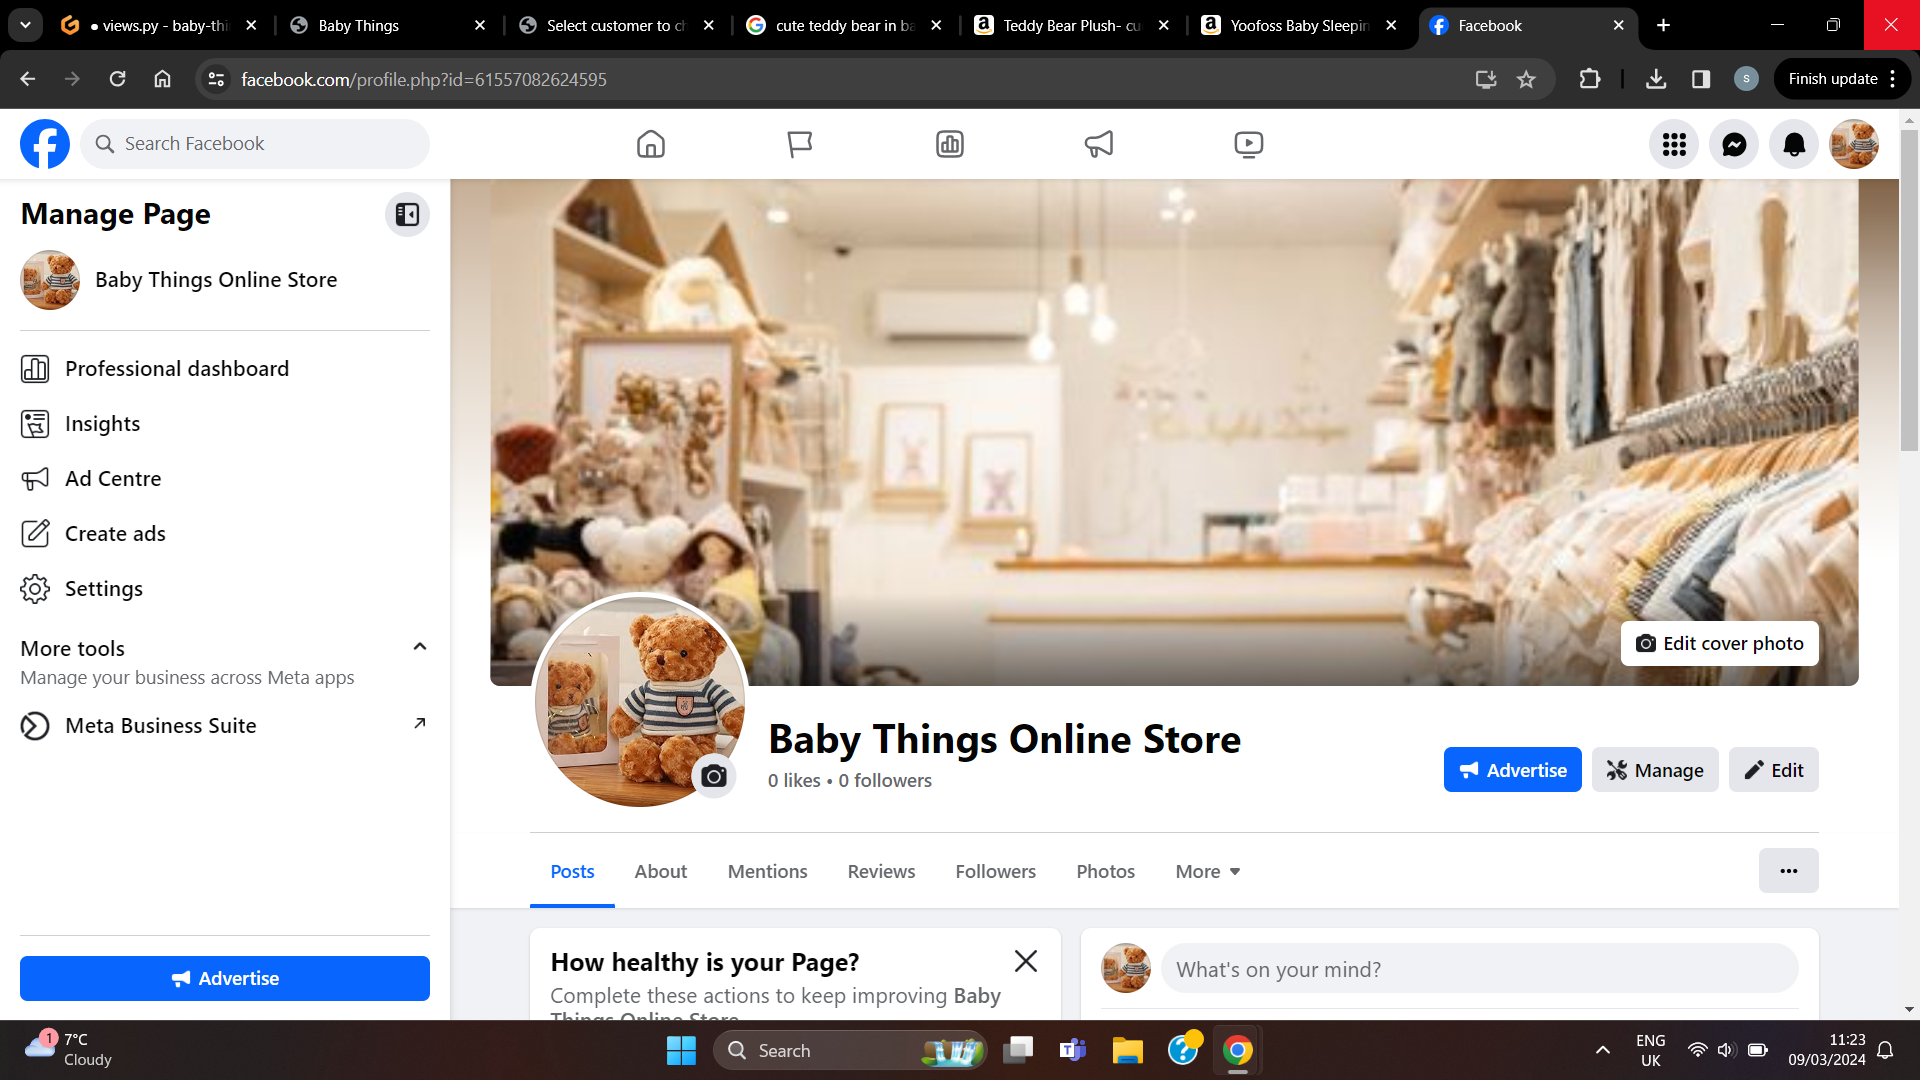 ● views.py - baby-thi
Baby Things
Select customer to ch
cute teddy bear in ba
Teddy Bear Plush- cu
Yoofoss Baby Sleepin
Facebook
facebook.com/profile.php?id=61557082624595
S
Finish update
Search Facebook
Manage Page
Baby Things Online Store
Professional dashboard
Insights
Ad Centre
Create ads
Settings
More tools
Manage your business across Meta apps
Meta Business Suite
Advertise
Edit cover photo
Baby Things Online Store
0 likes • 0 followers
Advertise
Manage
Edit
Posts
About
Mentions
Reviews
Followers
Photos
More
How healthy is your Page?
Complete these actions to keep improving Baby
Things Online Store
What's on your mind?
1
7°C
Cloudy
Search
ENG
UK
11:23
09/03/2024